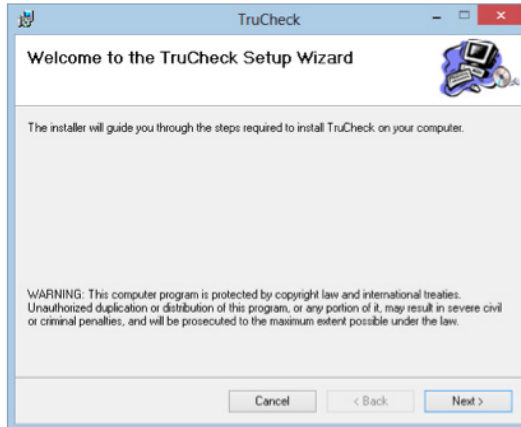 TruCheck
Welcome to the TruCheck Setup Wizard
The installer will guide you through the steps required to install TruCheck on your computer.
WARNING: This computer program is protected by copyright law and international treaties.
Unauthorized duplication or distribution of this program, or any portion of it, may result in severe civil
or criminal penalties, and will be prosecuted to the maximum extent possible under the law.
Cancel
< Back
Next >